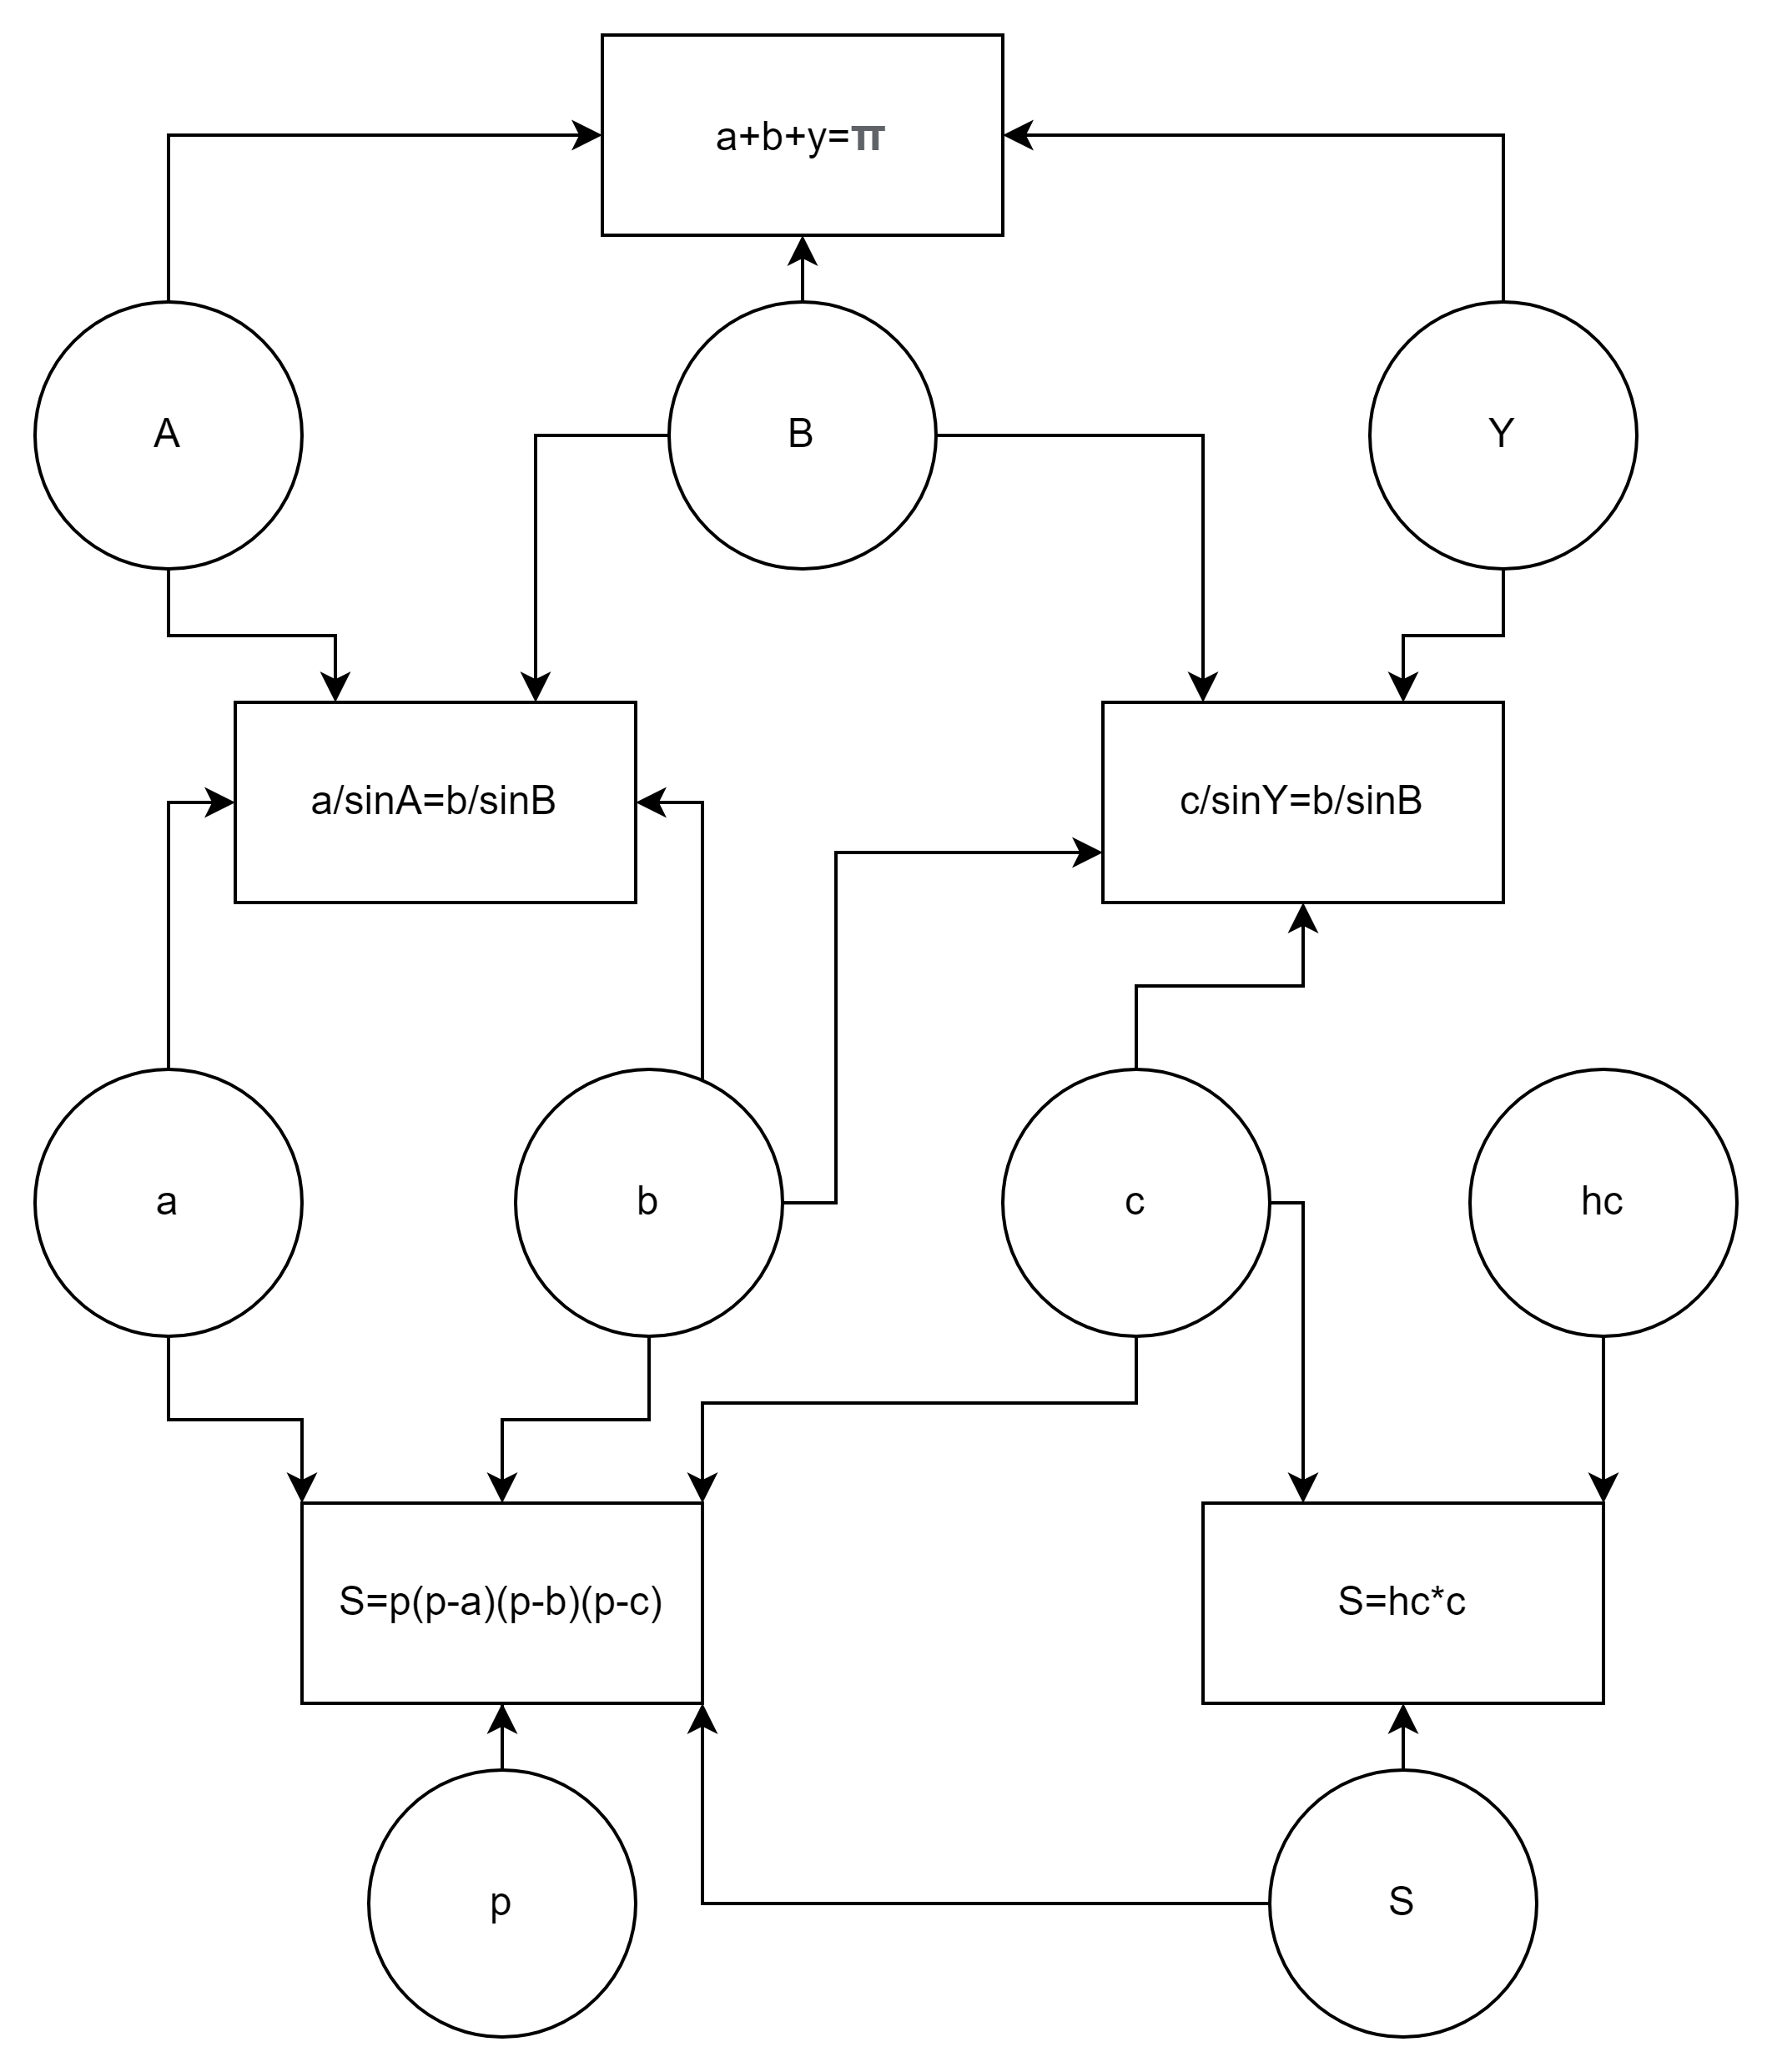 a+b+y=π
A
B
Y
a/sinA=b/sinB
c/sinY=b/sinB
a
b
c
hc
S=p(p-a)(p-b)(p-c)
S=hc*c
p
S